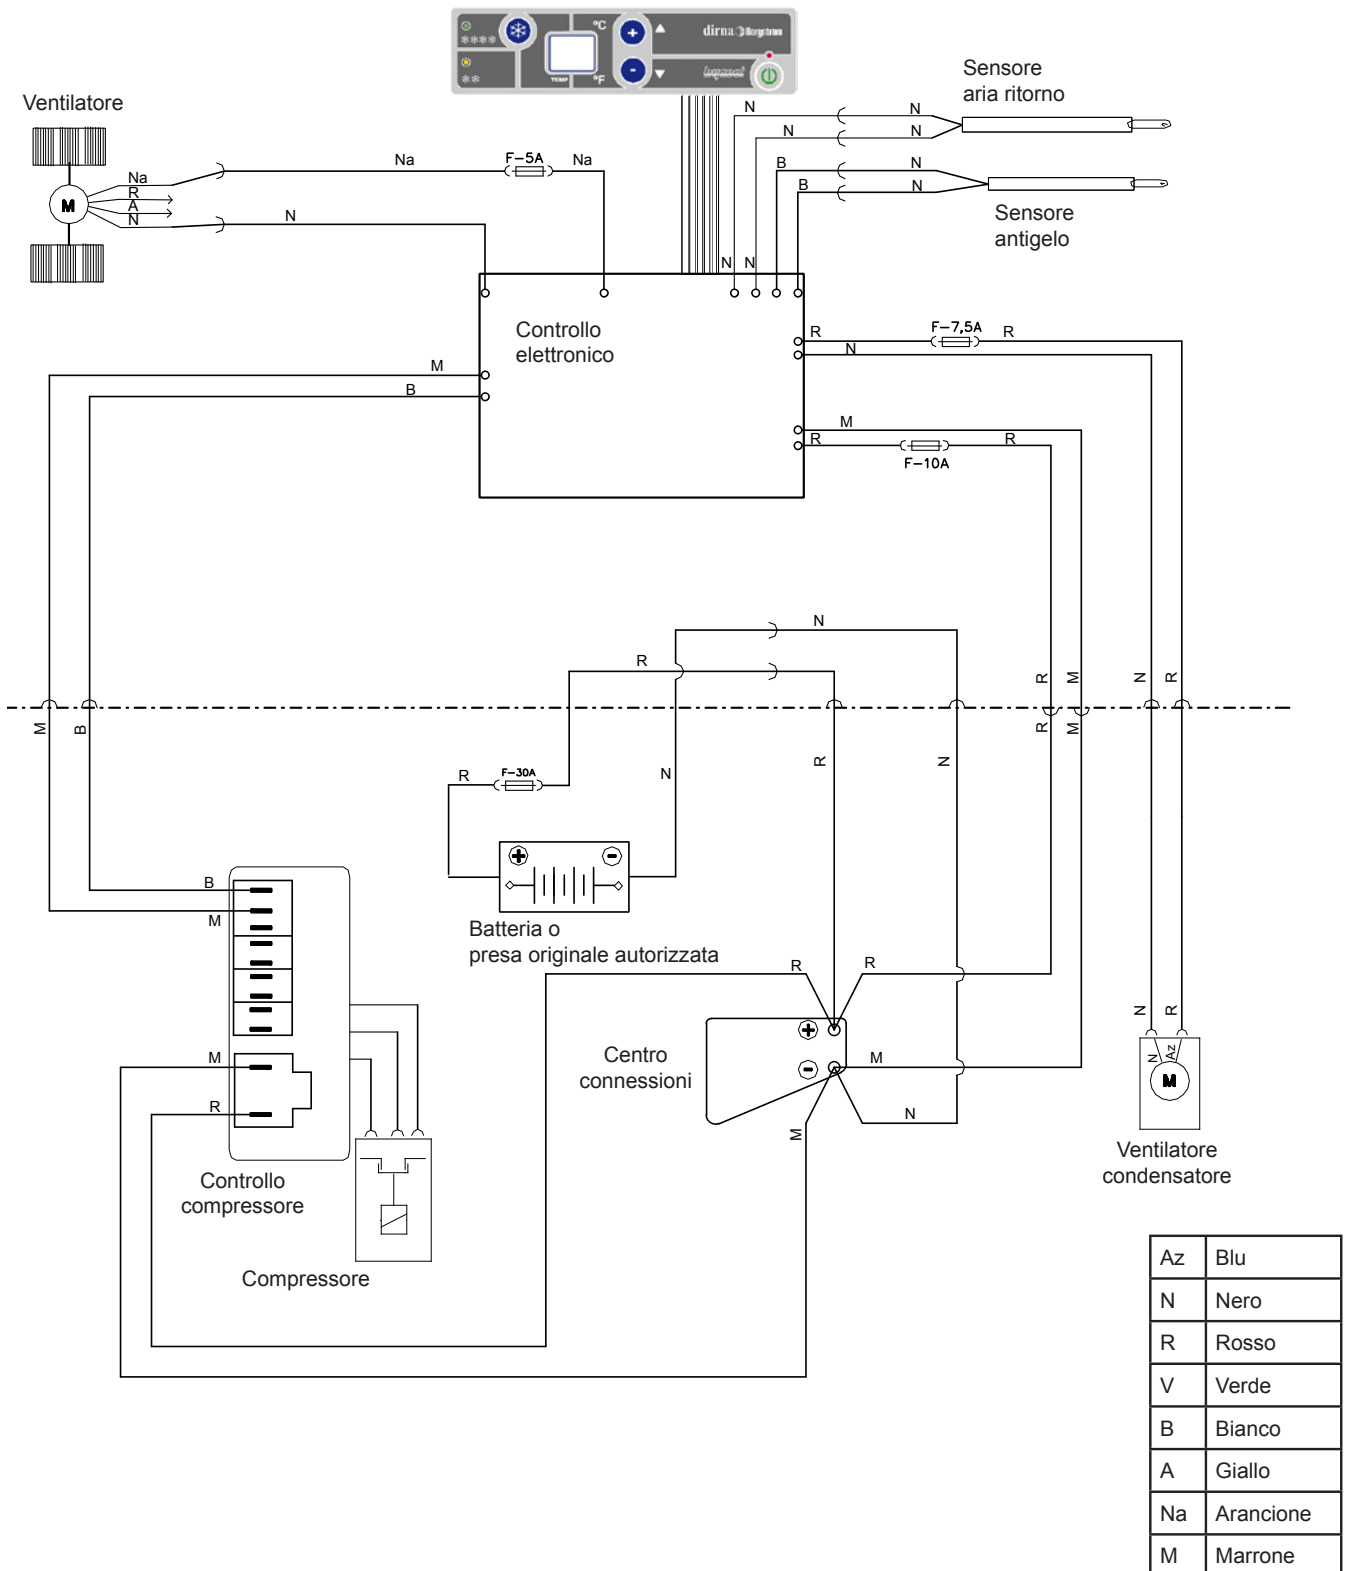 °C
dirna Bergstrom
TEMP
°F
Sensore
aria ritorno
Ventilatore
N
N
N
N
F-5A
Na
Na
Na
R
A
N
N
B
N
B
N
Sensore
antigelo
N
N
Controllo
elettronico
R
F-7,5A
R
N
M
B
M
R
R
F-10A
N
R
R
M
N
R
M
B
R
M
R
F-30A
N
R
N
B
M
Batteria o
presa originale autorizzata
R
R
N
R
M
R
Centro
connessioni
M
N
M
N
Az
M
Ventilatore
condensatore
Controllo
compressore
Compressore
Az Blu
N Nero
R Rosso
V Verde
B Bianco
A Giallo
Na Arancione
M Marrone